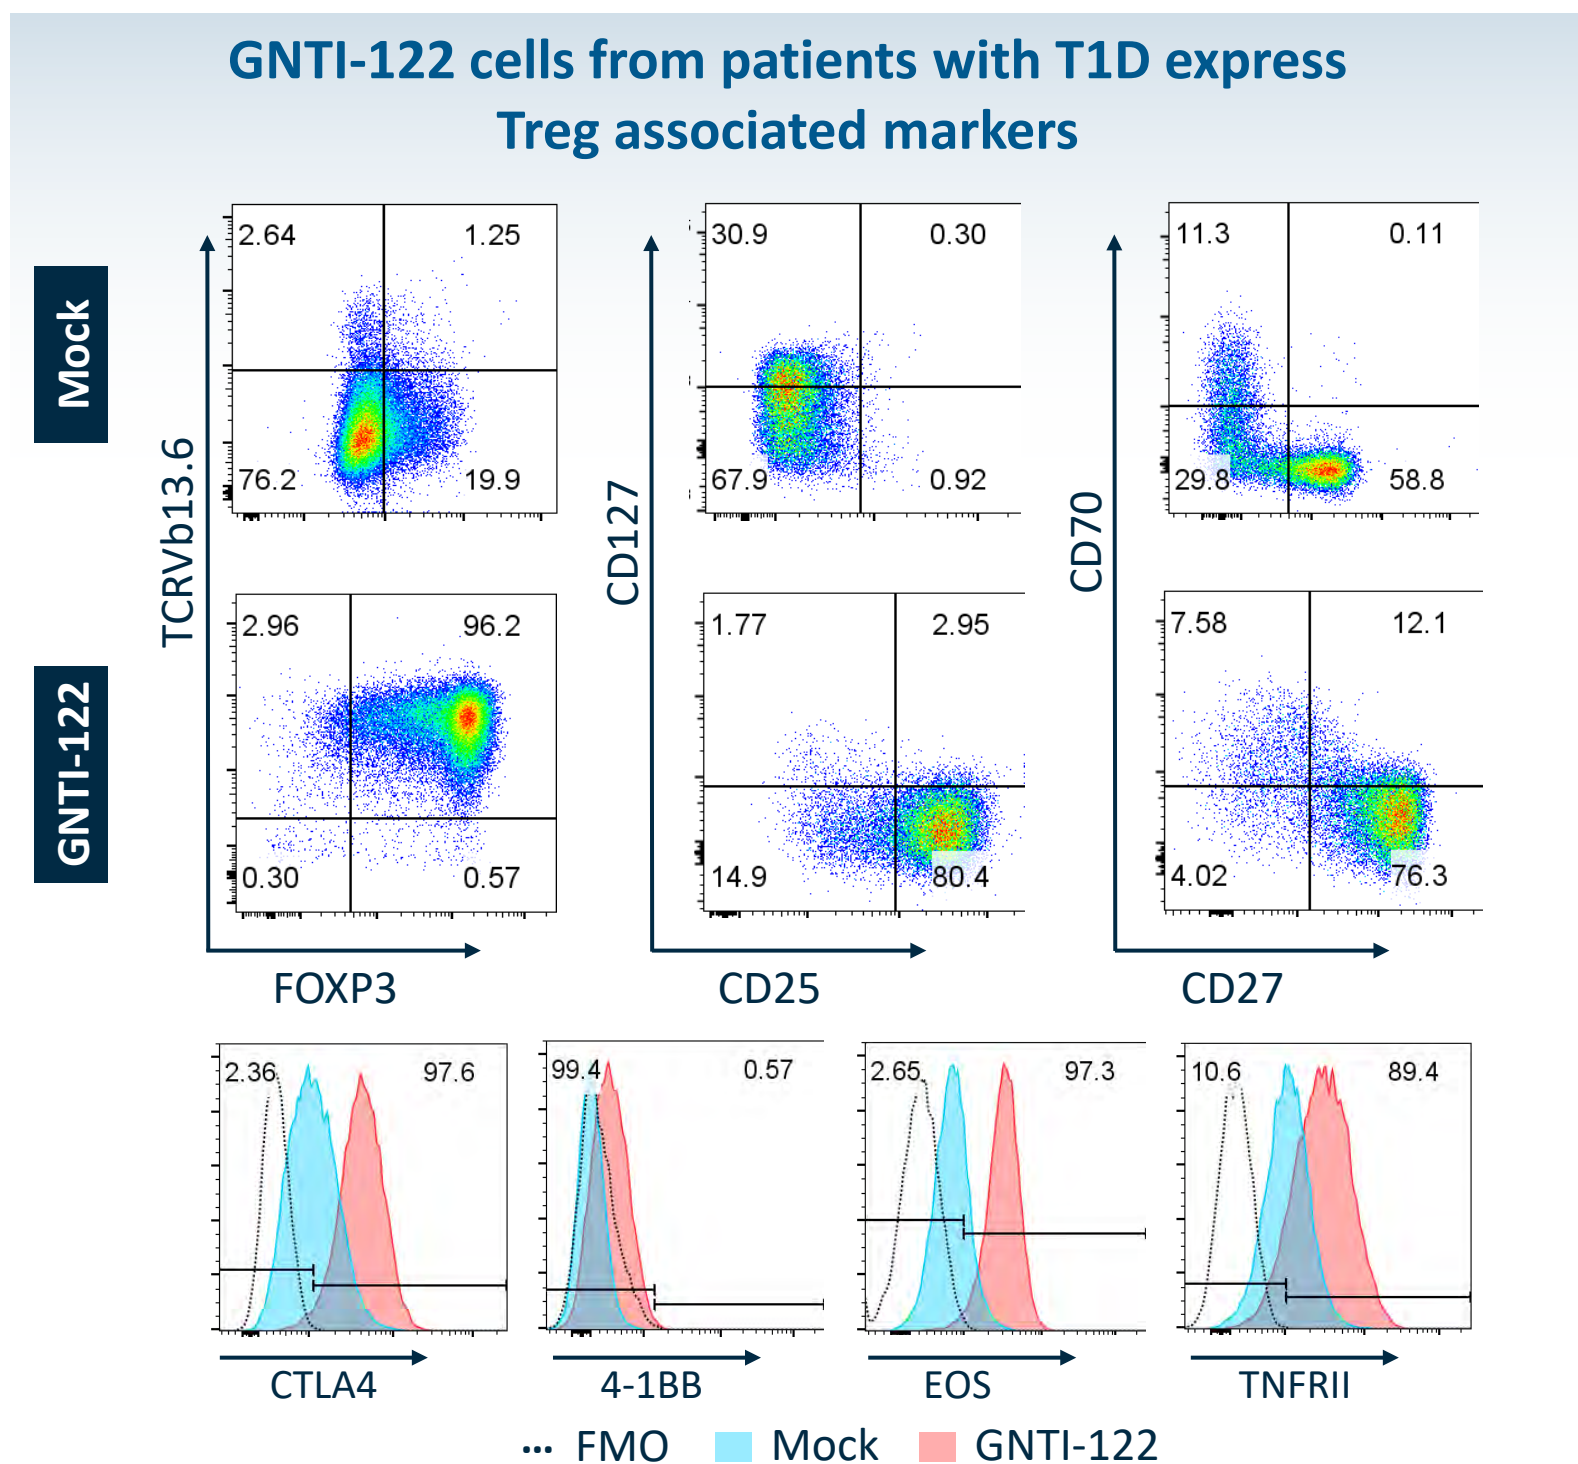 GNTI-122 cells from patients with T1D express
Treg associated markers
Mock
TCRVb13.6
2.64 1.25
76.2 19.9
CD127
30.9 0.30
67.9 0.92
CD70
11.3 0.11
29.8 58.8
GNTI-122
2.96 96.2
0.30 0.57
1.77 2.95
14.9 80.4
7.58 12.1
4.02 76.3
FOXP3 CD25 CD27
2.36 97.6
99.4 0.57
2.65 97.3
10.6 89.4
CTLA4 4-1BB EOS TNFRII
FMO Mock GNTI-122